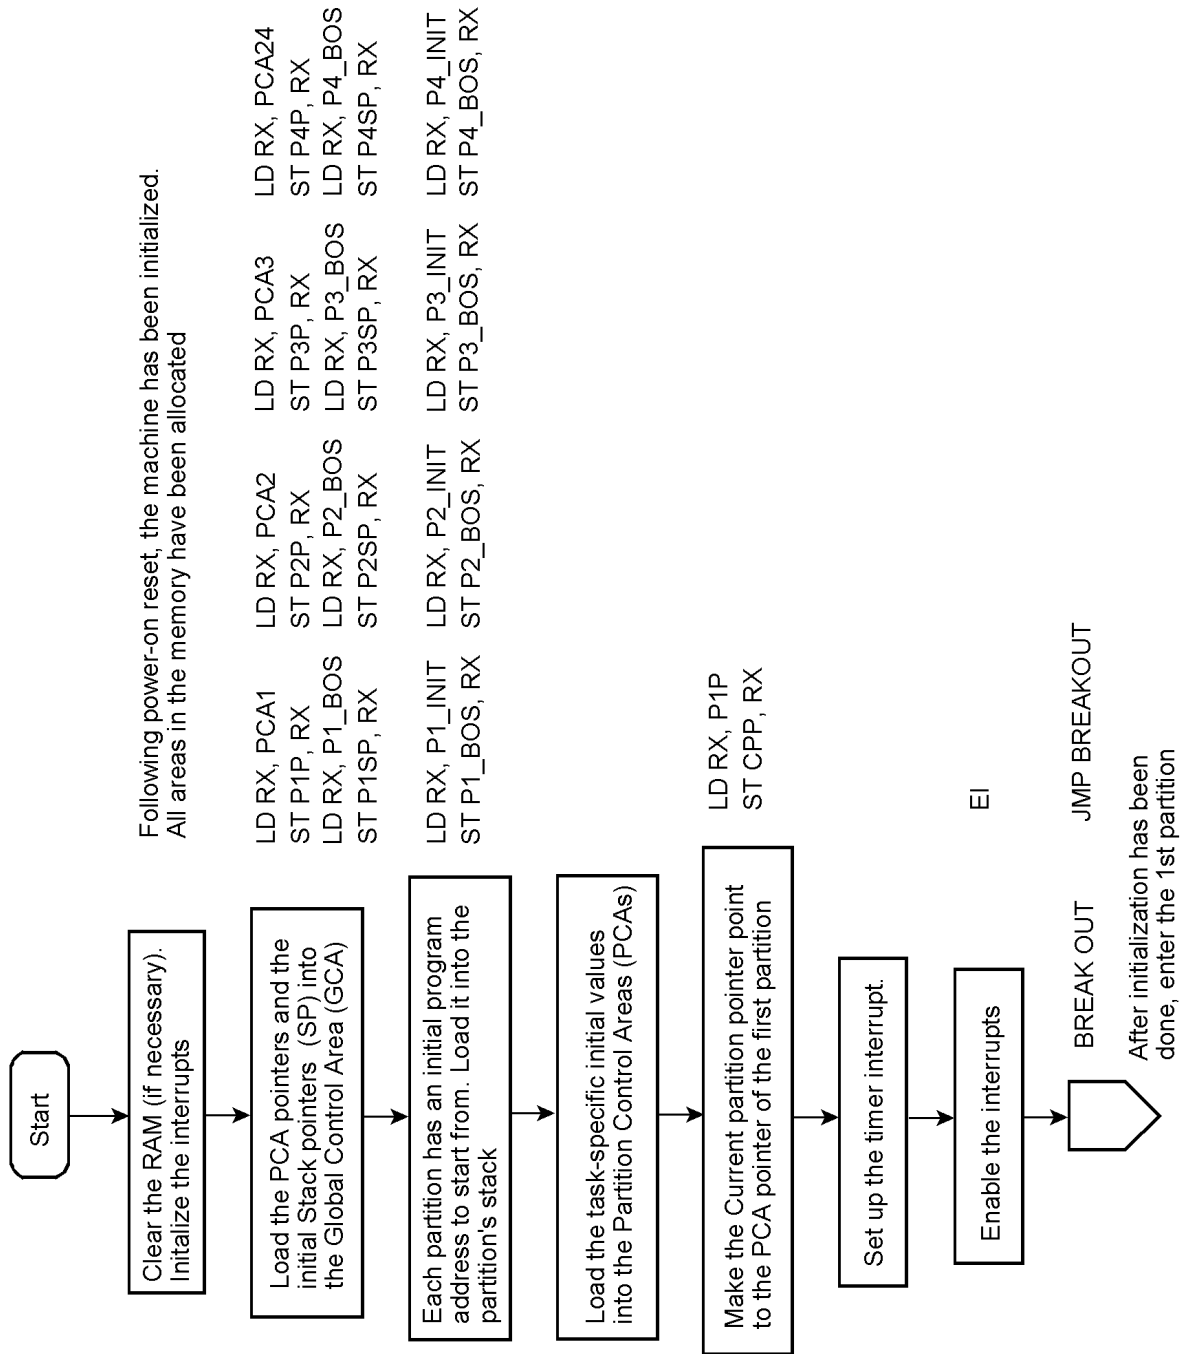 Start
Following power-on reset, the machine has been initialized.
All areas in the memory have been allocated
Clear the RAM (if necessary).
Initalize the interrupts
Load the PCA pointers and the
initial Stack pointers (SP) into
the Global Control Area (GCA)
LD RX, PCA1
ST P1P, RX
LD RX, P1_BOS
ST P1SP, RX
LD RX, PCA2
ST P2P, RX
LD RX, P2_BOS
ST P2SP, RX
LD RX, PCA3
ST P3P, RX
LD RX, P3_BOS
ST P3SP, RX
LD RX, PCA24
ST P4P, RX
LD RX, P4_BOS
ST P4SP, RX
Each partition has an initial program
address to start from. Load it into the
partition's stack
LD RX, P1_INIT
ST P1_BOS, RX
LD RX, P2_INIT
ST P2_BOS, RX
LD RX, P3_INIT
ST P3_BOS, RX
LD RX, P4_INIT
ST P4_BOS, RX
Load the task-specific initial values
into the Partition Control Areas (PCAs)
Make the Current partition pointer point
to the PCA pointer of the first partition
LD RX, P1P
ST CPP, RX
Set up the timer interrupt.
Enable the interrupts
EI
BREAK OUT
JMP BREAKOUT
After initialization has been
done, enter the 1st partition